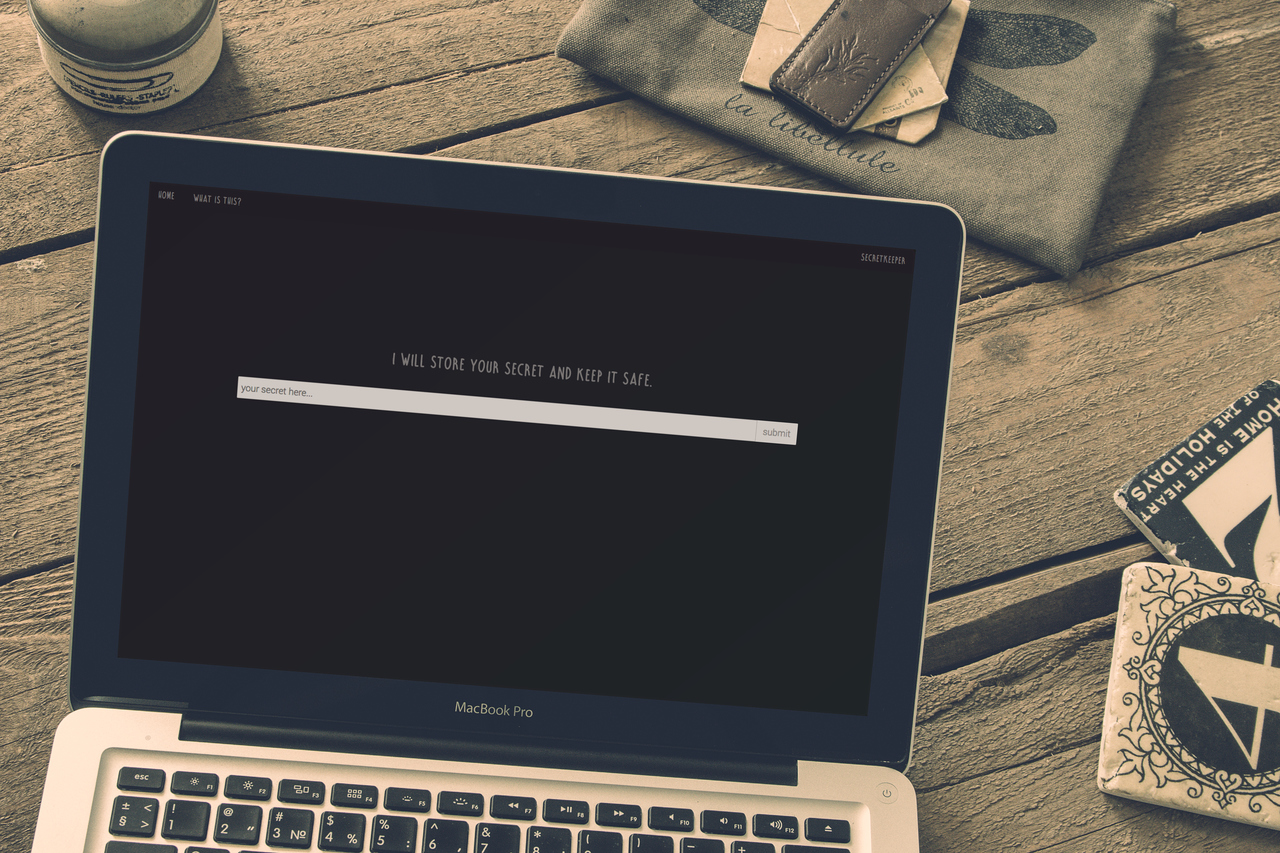 la libellule
HOME WHAT IS THIS?
SECRETKEEPER
I WILL STORE YOUR SECRET AND KEEP IT SAFE.
your secret here...
submit
HOME IS THE HEART
OF THE HOLIDAYS
MacBook Pro
esc F1 F2 F3 F4 F5 F6 F7 F8 F9 F10 F11 F12
± < ! @ # $ % ^ & * ( )
§ > 1 2 " 3 № 4 % 5 : 6 , 7 . 8 ;